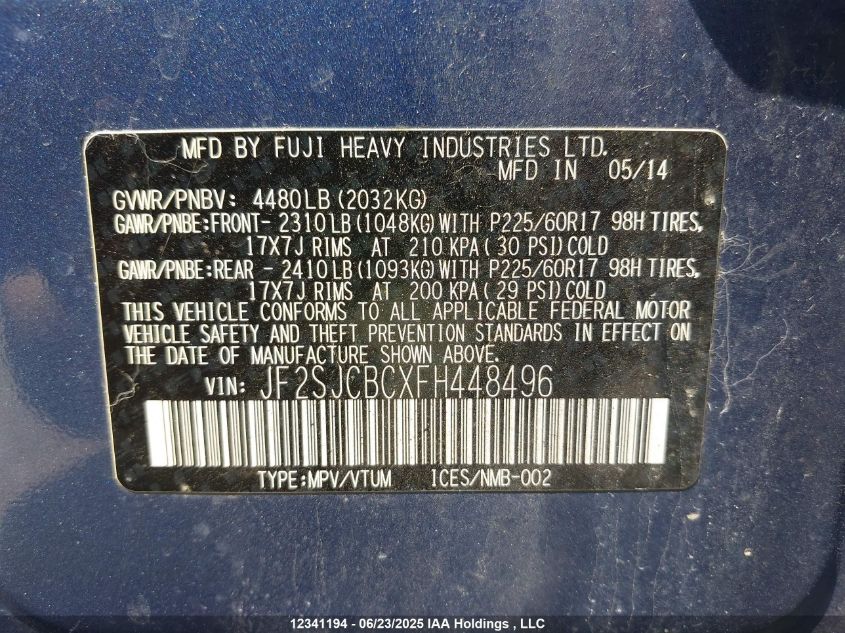 MFD BY FUJI HEAVY INDUSTRIES LTD.
MFD IN 05/14
GVWR/PNBV: 4480LB (2032KG)
GAWR/PNBE:FRONT- 2310LB (1048KG) WITH P225/60R17 98H TIRES,
17X7J RIMS AT 210 KPA( 30 PSI) COLD
GAWR/PNBE:REAR - 2410LB (1093KG) WITH P225/60R17 98H TIRES,
17X7J RIMS AT 200 KPA( 29 PSI) COLD
THIS VEHICLE CONFORMS TO ALL APPLICABLE FEDERAL MOTOR
VEHICLE SAFETY AND THEFT PREVENTION STANDARDS IN EFFECT ON
THE DATE OF MANUFACTURE SHOWN ABOVE.
VIN: JF2SJCBCXFH448496
TYPE:MPV/VTUM ICES/NMB-002
12341194 - 06/23/2025 IAA Holdings , LLC